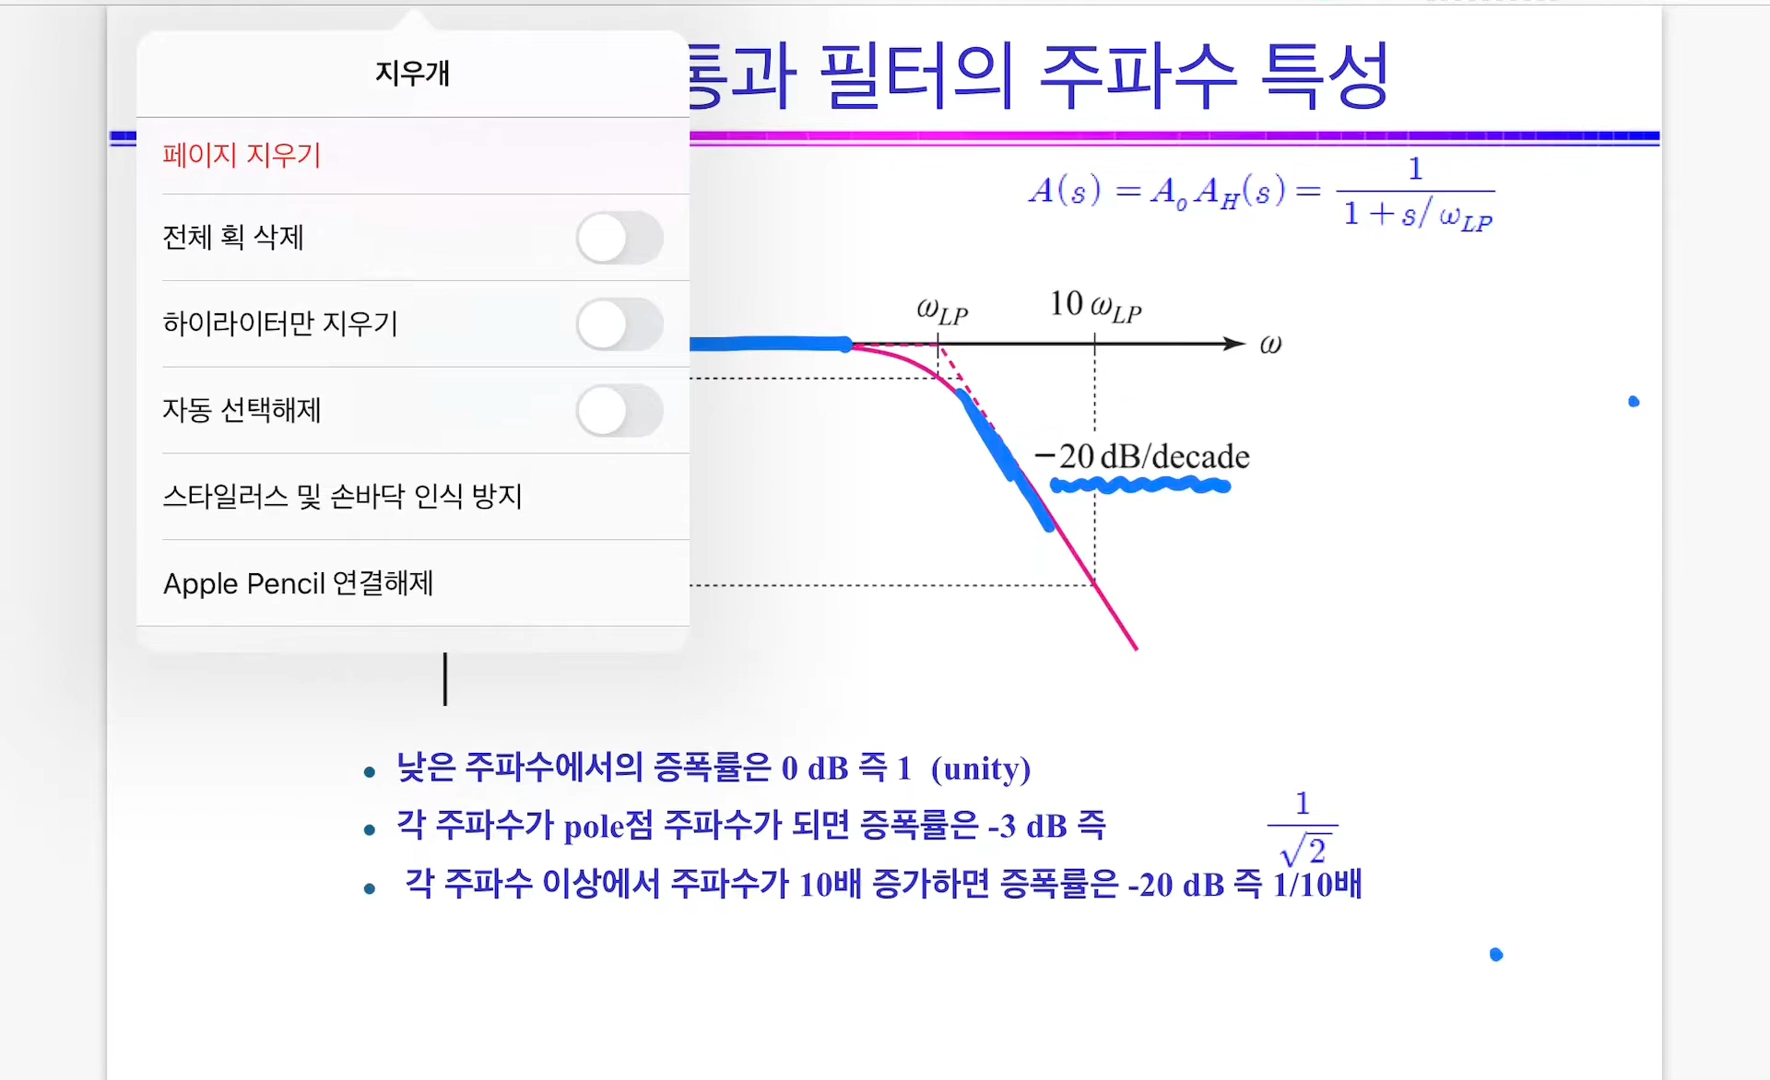 지우개
통과 필터의 주파수 특성
페이지 지우기
전체 획 삭제
하이라이터만 지우기
자동 선택해제
스타일러스 및 손바닥 인식 방지
Apple Pencil 연결해제
A(s) = A_o A_H(s) = 1 / (1 + s/ω_LP)
ω_LP
10 ω_LP
ω
−20 dB/decade
• 낮은 주파수에서의 증폭률은 0 dB 즉 1 (unity)
• 각 주파수가 pole점 주파수가 되면 증폭률은 -3 dB 즉 1/√2
• 각 주파수 이상에서 주파수가 10배 증가하면 증폭률은 -20 dB 즉 1/10배